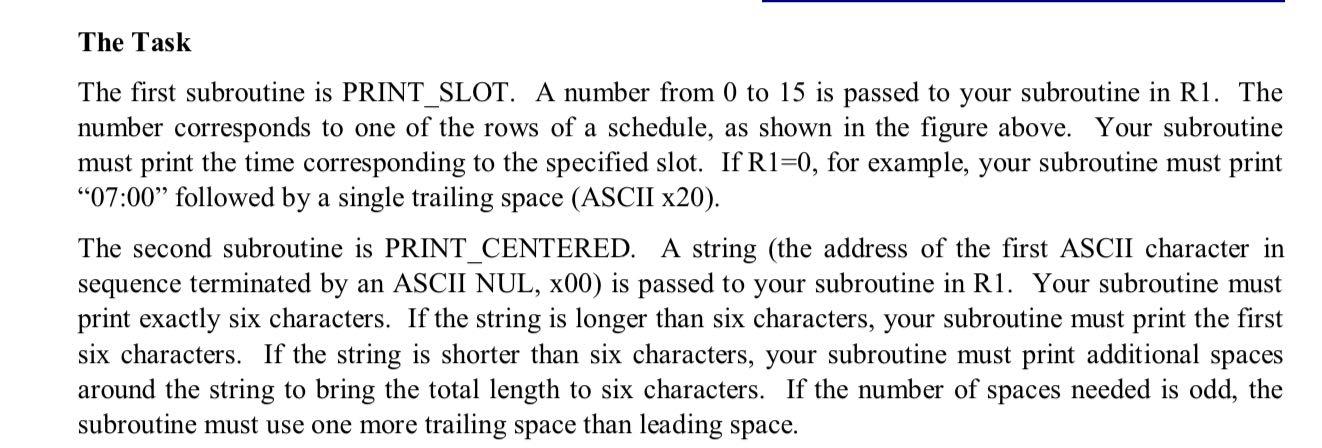 The Task
The first subroutine is PRINT_SLOT. A number from 0 to 15 is passed to your subroutine in R1. The
number corresponds to one of the rows of a schedule, as shown in the figure above. Your subroutine
must print the time corresponding to the specified slot. If R1=0, for example, your subroutine must print
“07:00” followed by a single trailing space (ASCII x20).
The second subroutine is PRINT_CENTERED. A string (the address of the first ASCII character in
sequence terminated by an ASCII NUL, x00) is passed to your subroutine in R1. Your subroutine must
print exactly six characters. If the string is longer than six characters, your subroutine must print the first
six characters. If the string is shorter than six characters, your subroutine must print additional spaces
around the string to bring the total length to six characters. If the number of spaces needed is odd, the
subroutine must use one more trailing space than leading space.